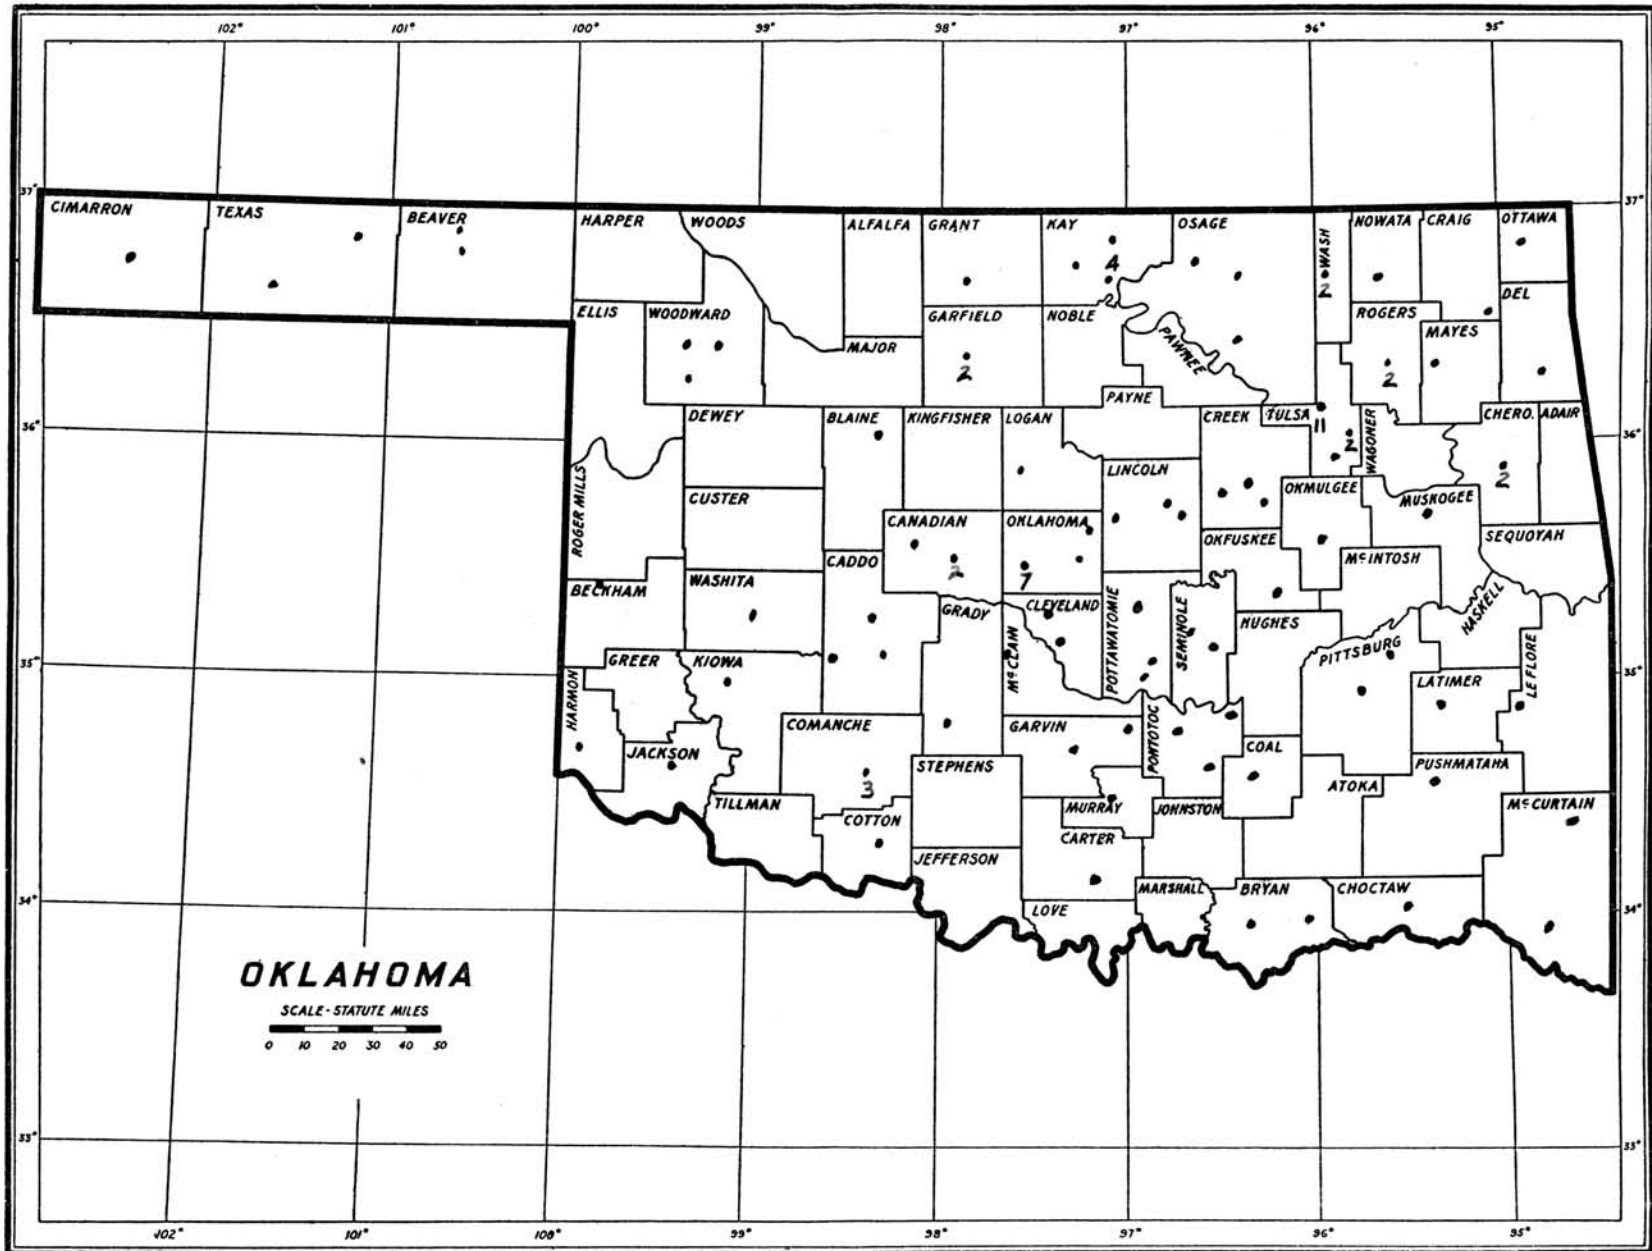 102° 101° 100° 99° 98° 97° 96° 95°
37° 37°
CIMARRON TEXAS BEAVER HARPER WOODS ALFALFA GRANT KAY OSAGE WASH NOWATA CRAIG OTTAWA
4 2
ELLIS WOODWARD GARFIELD NOBLE PAWNEE ROGERS DEL
MAJOR MAYES
2 2
PAYNE
DEWEY BLAINE KINGFISHER LOGAN CREEK TULSA WAGONER CHERO. ADAIR
36° 11 2 36°
ROGER MILLS CUSTER LINCOLN OKMULGEE MUSKOGEE 2
CANADIAN OKLAHOMA OKFUSKEE SEQUOYAH
CADDO McINTOSH
2 7
BECKHAM WASHITA GRADY CLEVELAND POTTAWATOMIE SEMINOLE HUGHES HASKELL
35° GREER KIOWA McCLAIN PITTSBURG LATIMER LE FLORE 35°
HARMON COMANCHE GARVIN PONTOTOC
JACKSON STEPHENS COAL PUSHMATAHA
3
TILLMAN COTTON MURRAY JOHNSTON ATOKA McCURTAIN
CARTER
JEFFERSON
MARSHALL BRYAN CHOCTAW
34° LOVE 34°
OKLAHOMA
SCALE-STATUTE MILES
0 10 20 30 40 50
33° 33°
102° 101° 100° 99° 98° 97° 96° 95°